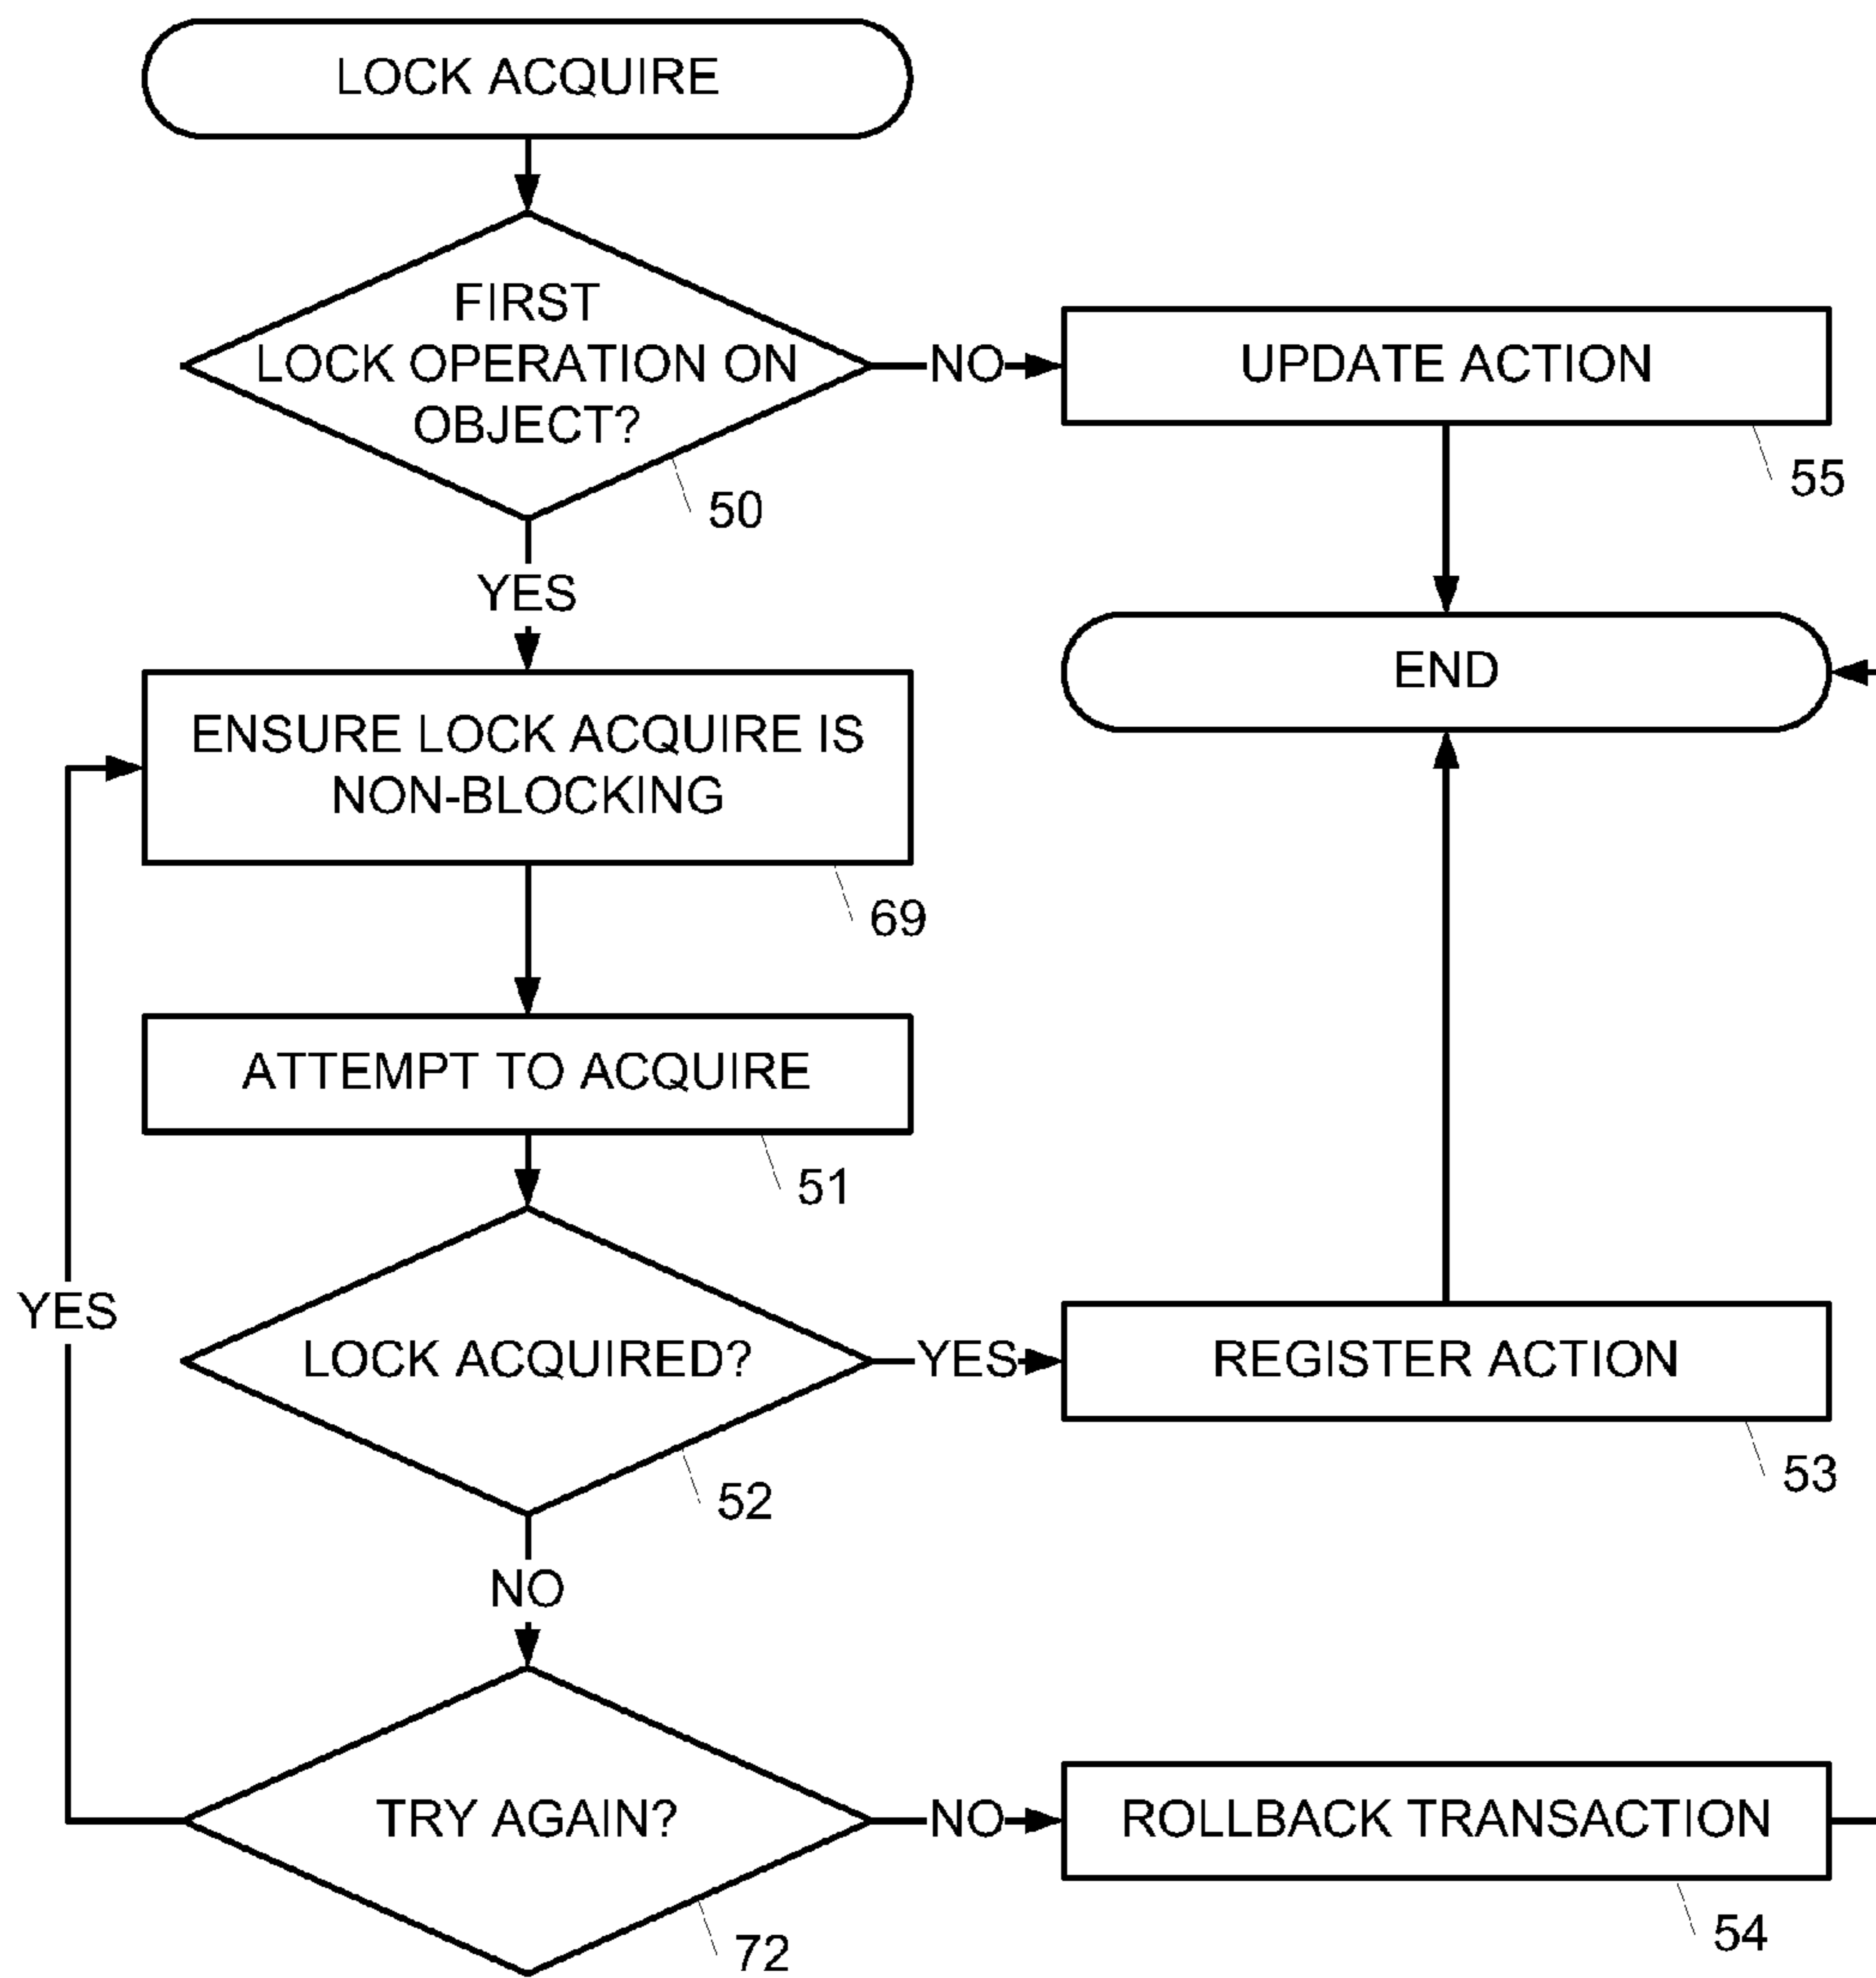 LOCK ACQUIRE
FIRST
LOCK OPERATION ON
OBJECT?
50
NO
UPDATE ACTION
55
YES
END
ENSURE LOCK ACQUIRE IS
NON-BLOCKING
69
ATTEMPT TO ACQUIRE
51
YES
LOCK ACQUIRED?
52
YES
REGISTER ACTION
53
NO
TRY AGAIN?
72
NO
ROLLBACK TRANSACTION
54